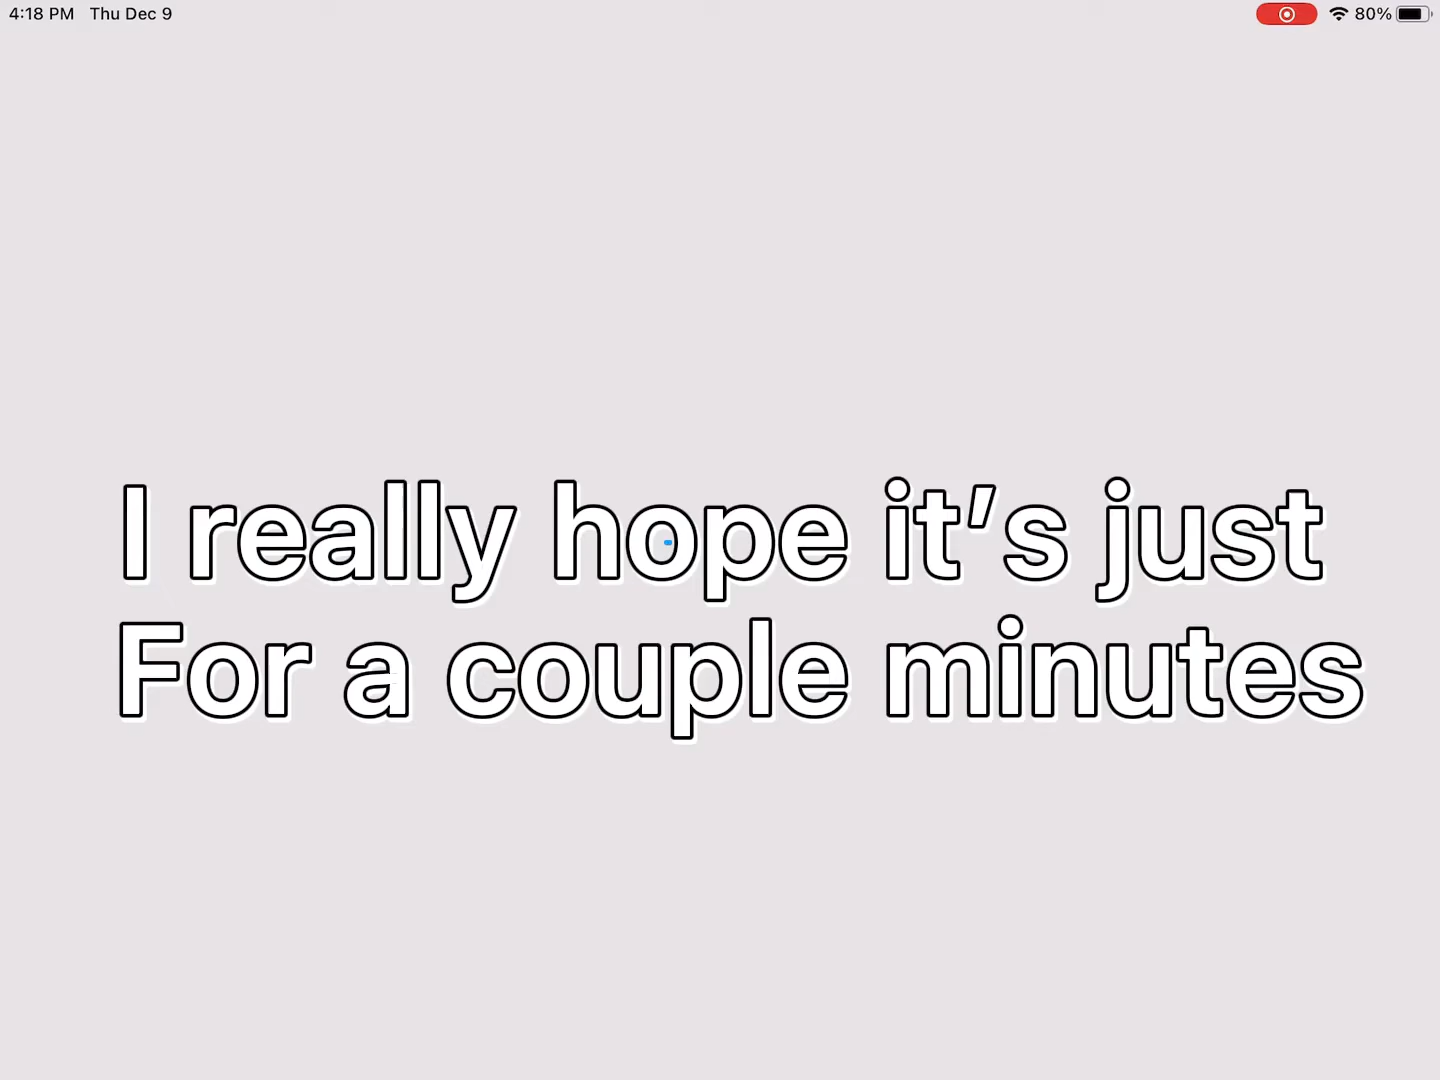 4:18 PM Thu Dec 9 80%
I really hope it’s just
For a couple minutes